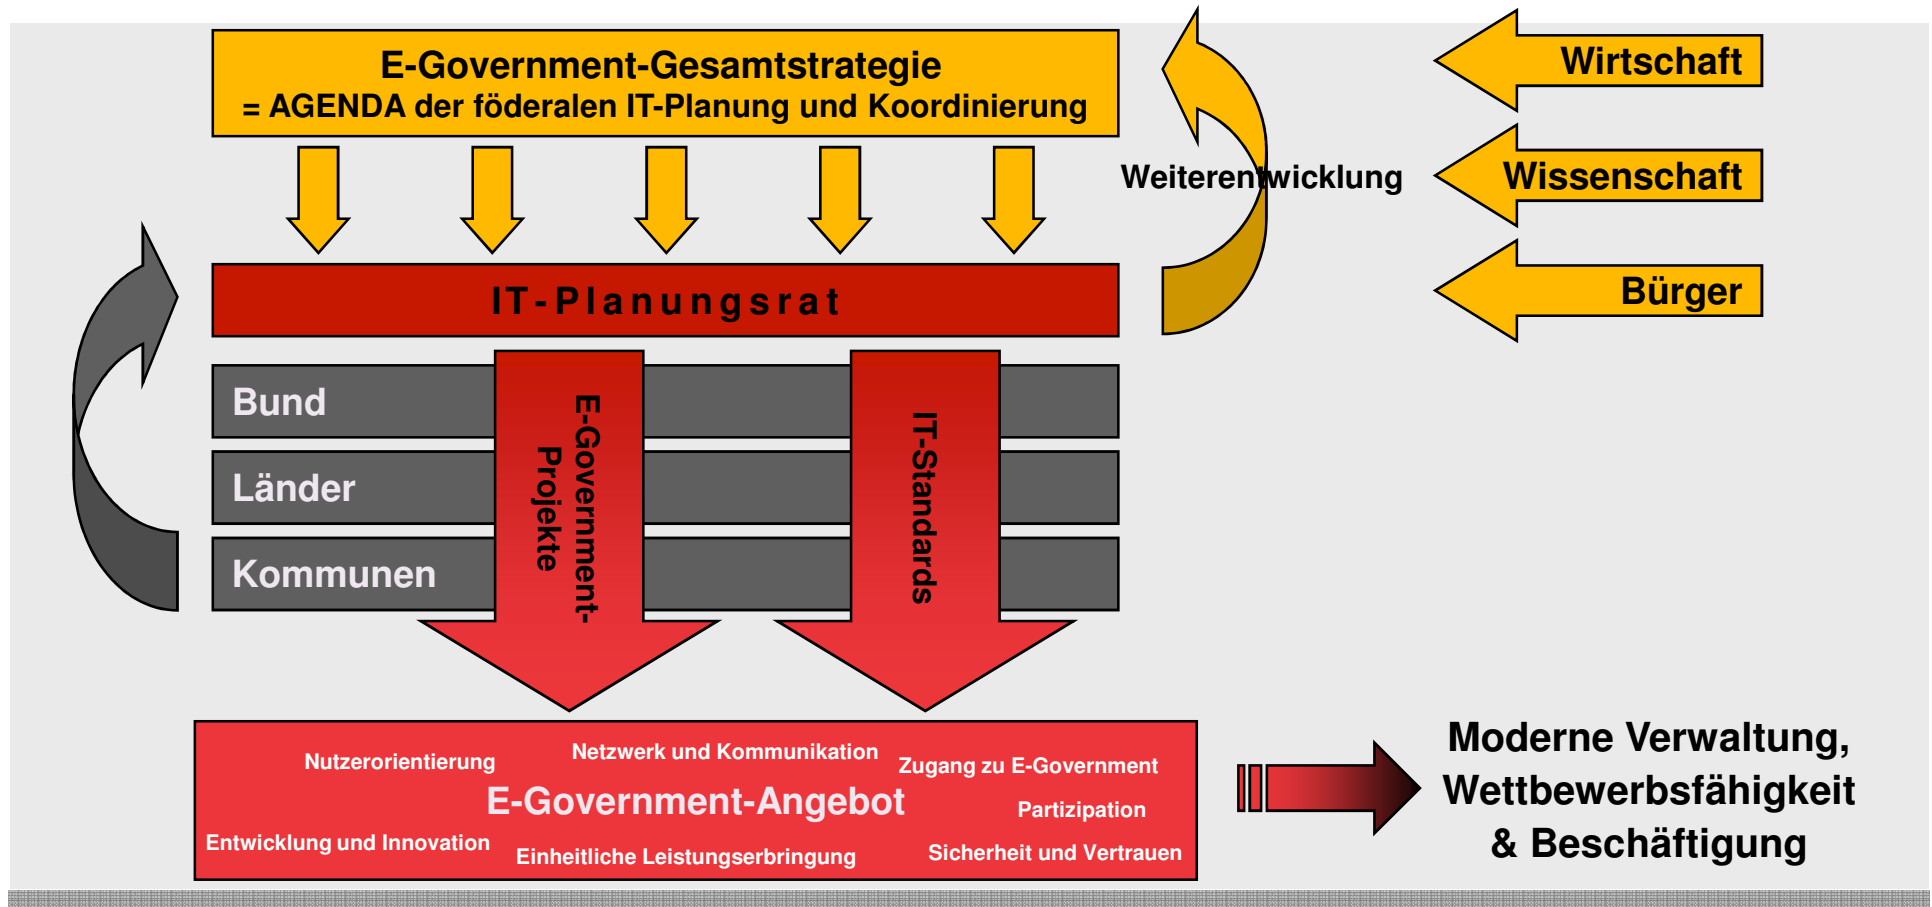 E-Government-Gesamtstrategie
= AGENDA der föderalen IT-Planung und Koordinierung
Weiterentwicklung
Wirtschaft
Wissenschaft
Bürger
IT-Planungsrat
Bund
Länder
Kommunen
E-Government-
Projekte
IT-Standards
Nutzerorientierung
Netzwerk und Kommunikation
Zugang zu E-Government
E-Government-Angebot
Partizipation
Entwicklung und Innovation
Einheitliche Leistungserbringung
Sicherheit und Vertrauen
Moderne Verwaltung,
Wettbewerbsfähigkeit
& Beschäftigung